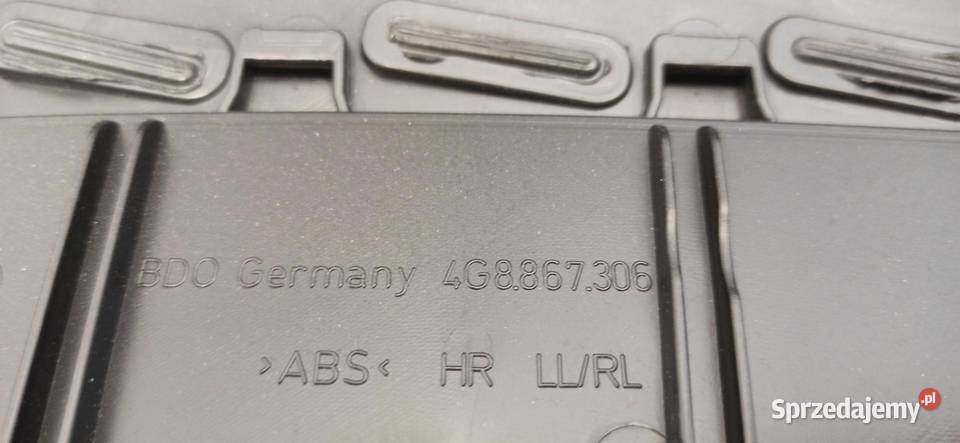 BDO Germany 4G8.867.306
>ABS< HR LL/RL
Sprzedajemy.pl